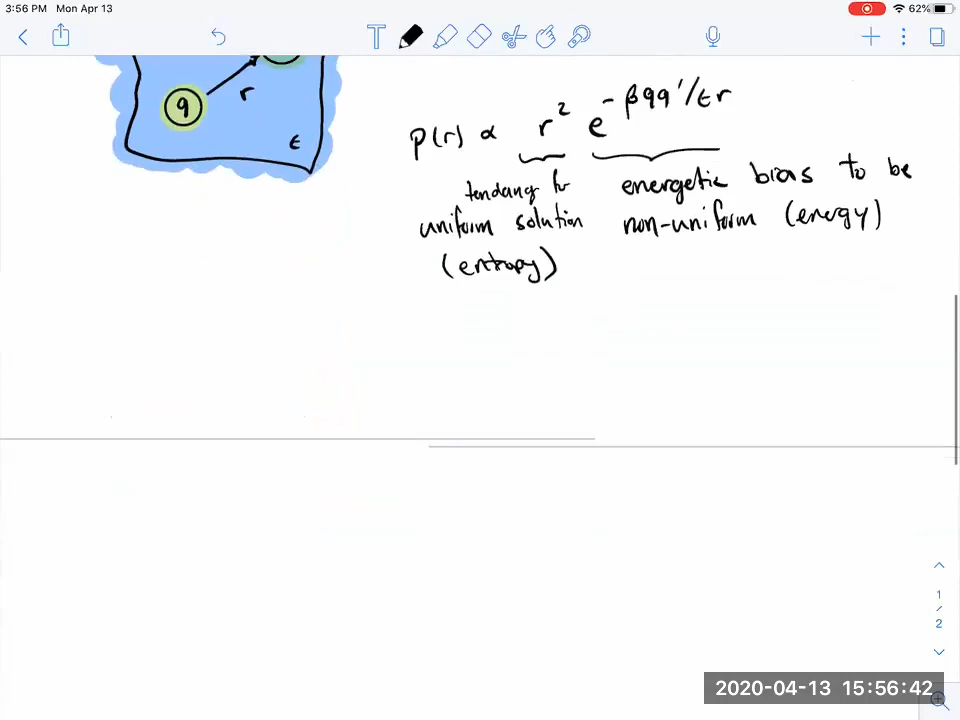 3:56 PM Mon Apr 13
62%
q
r
ϵ
p(r) ∝ r² e^{-βqq'/ϵr}
tendancy for
uniform solution
(entropy)
energetic bias to be
non-uniform (energy)
1
/
2
2020-04-13 15:56:42